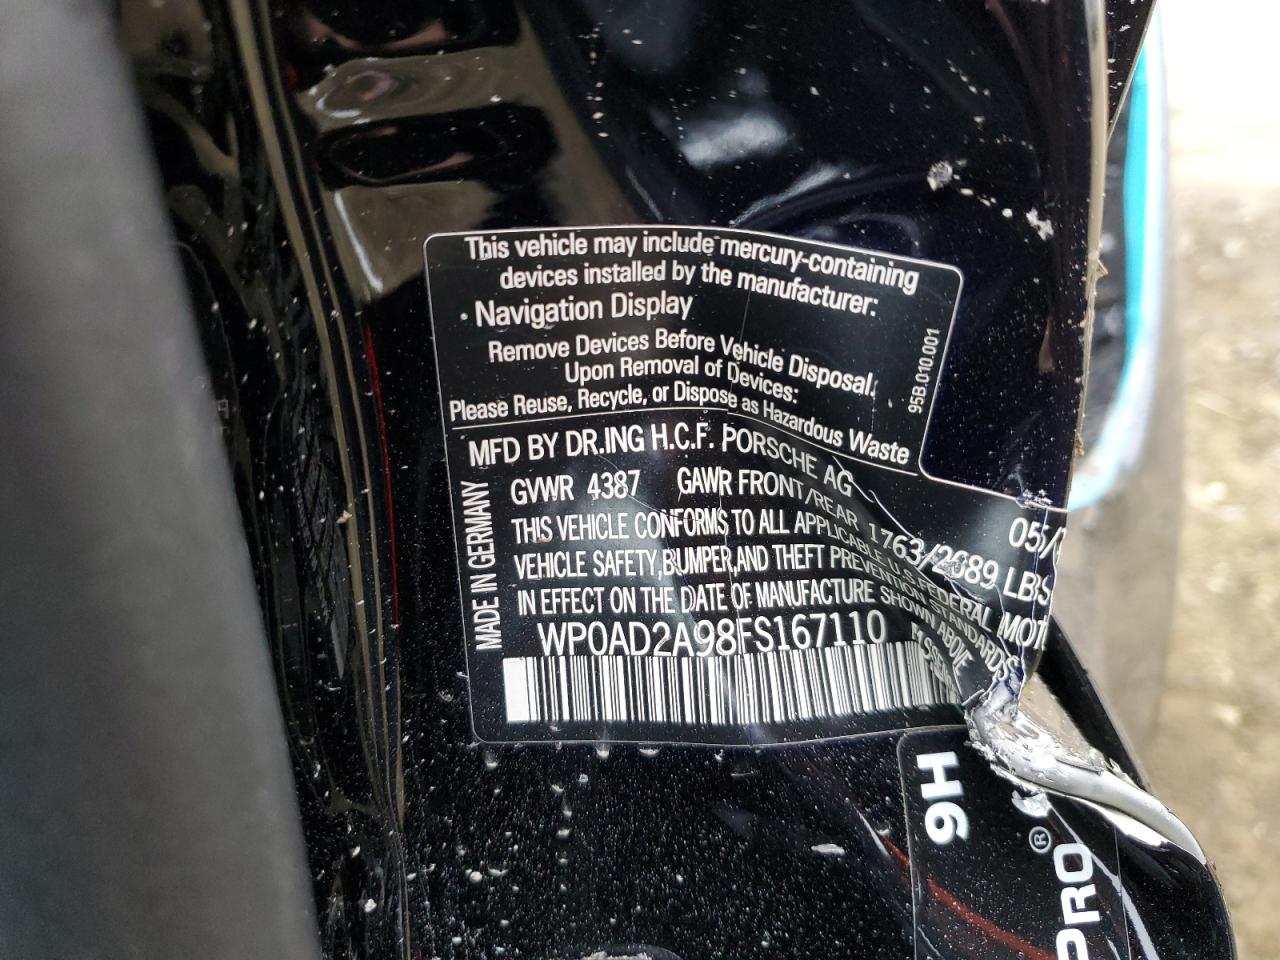 This vehicle may include mercury-containing
devices installed by the manufacturer:
· Navigation Display
Remove Devices Before Vehicle Disposal.
Upon Removal of Devices:
Please Reuse, Recycle, or Dispose as Hazardous Waste
95B.010.001
MFD BY DR.ING H.C.F. PORSCHE AG
GVWR 4387 GAWR FRONT/REAR 1763/2689 LBS
THIS VEHICLE CONFORMS TO ALL APPLICABLE U.S FEDERAL MOT
VEHICLE SAFETY,BUMPER,AND THEFT PREVENTION STANDARDS
IN EFFECT ON THE DATE OF MANUFACTURE SHOWN ABOVE
WP0AD2A98FS167110
MADE IN GERMANY
9H
PRO ®